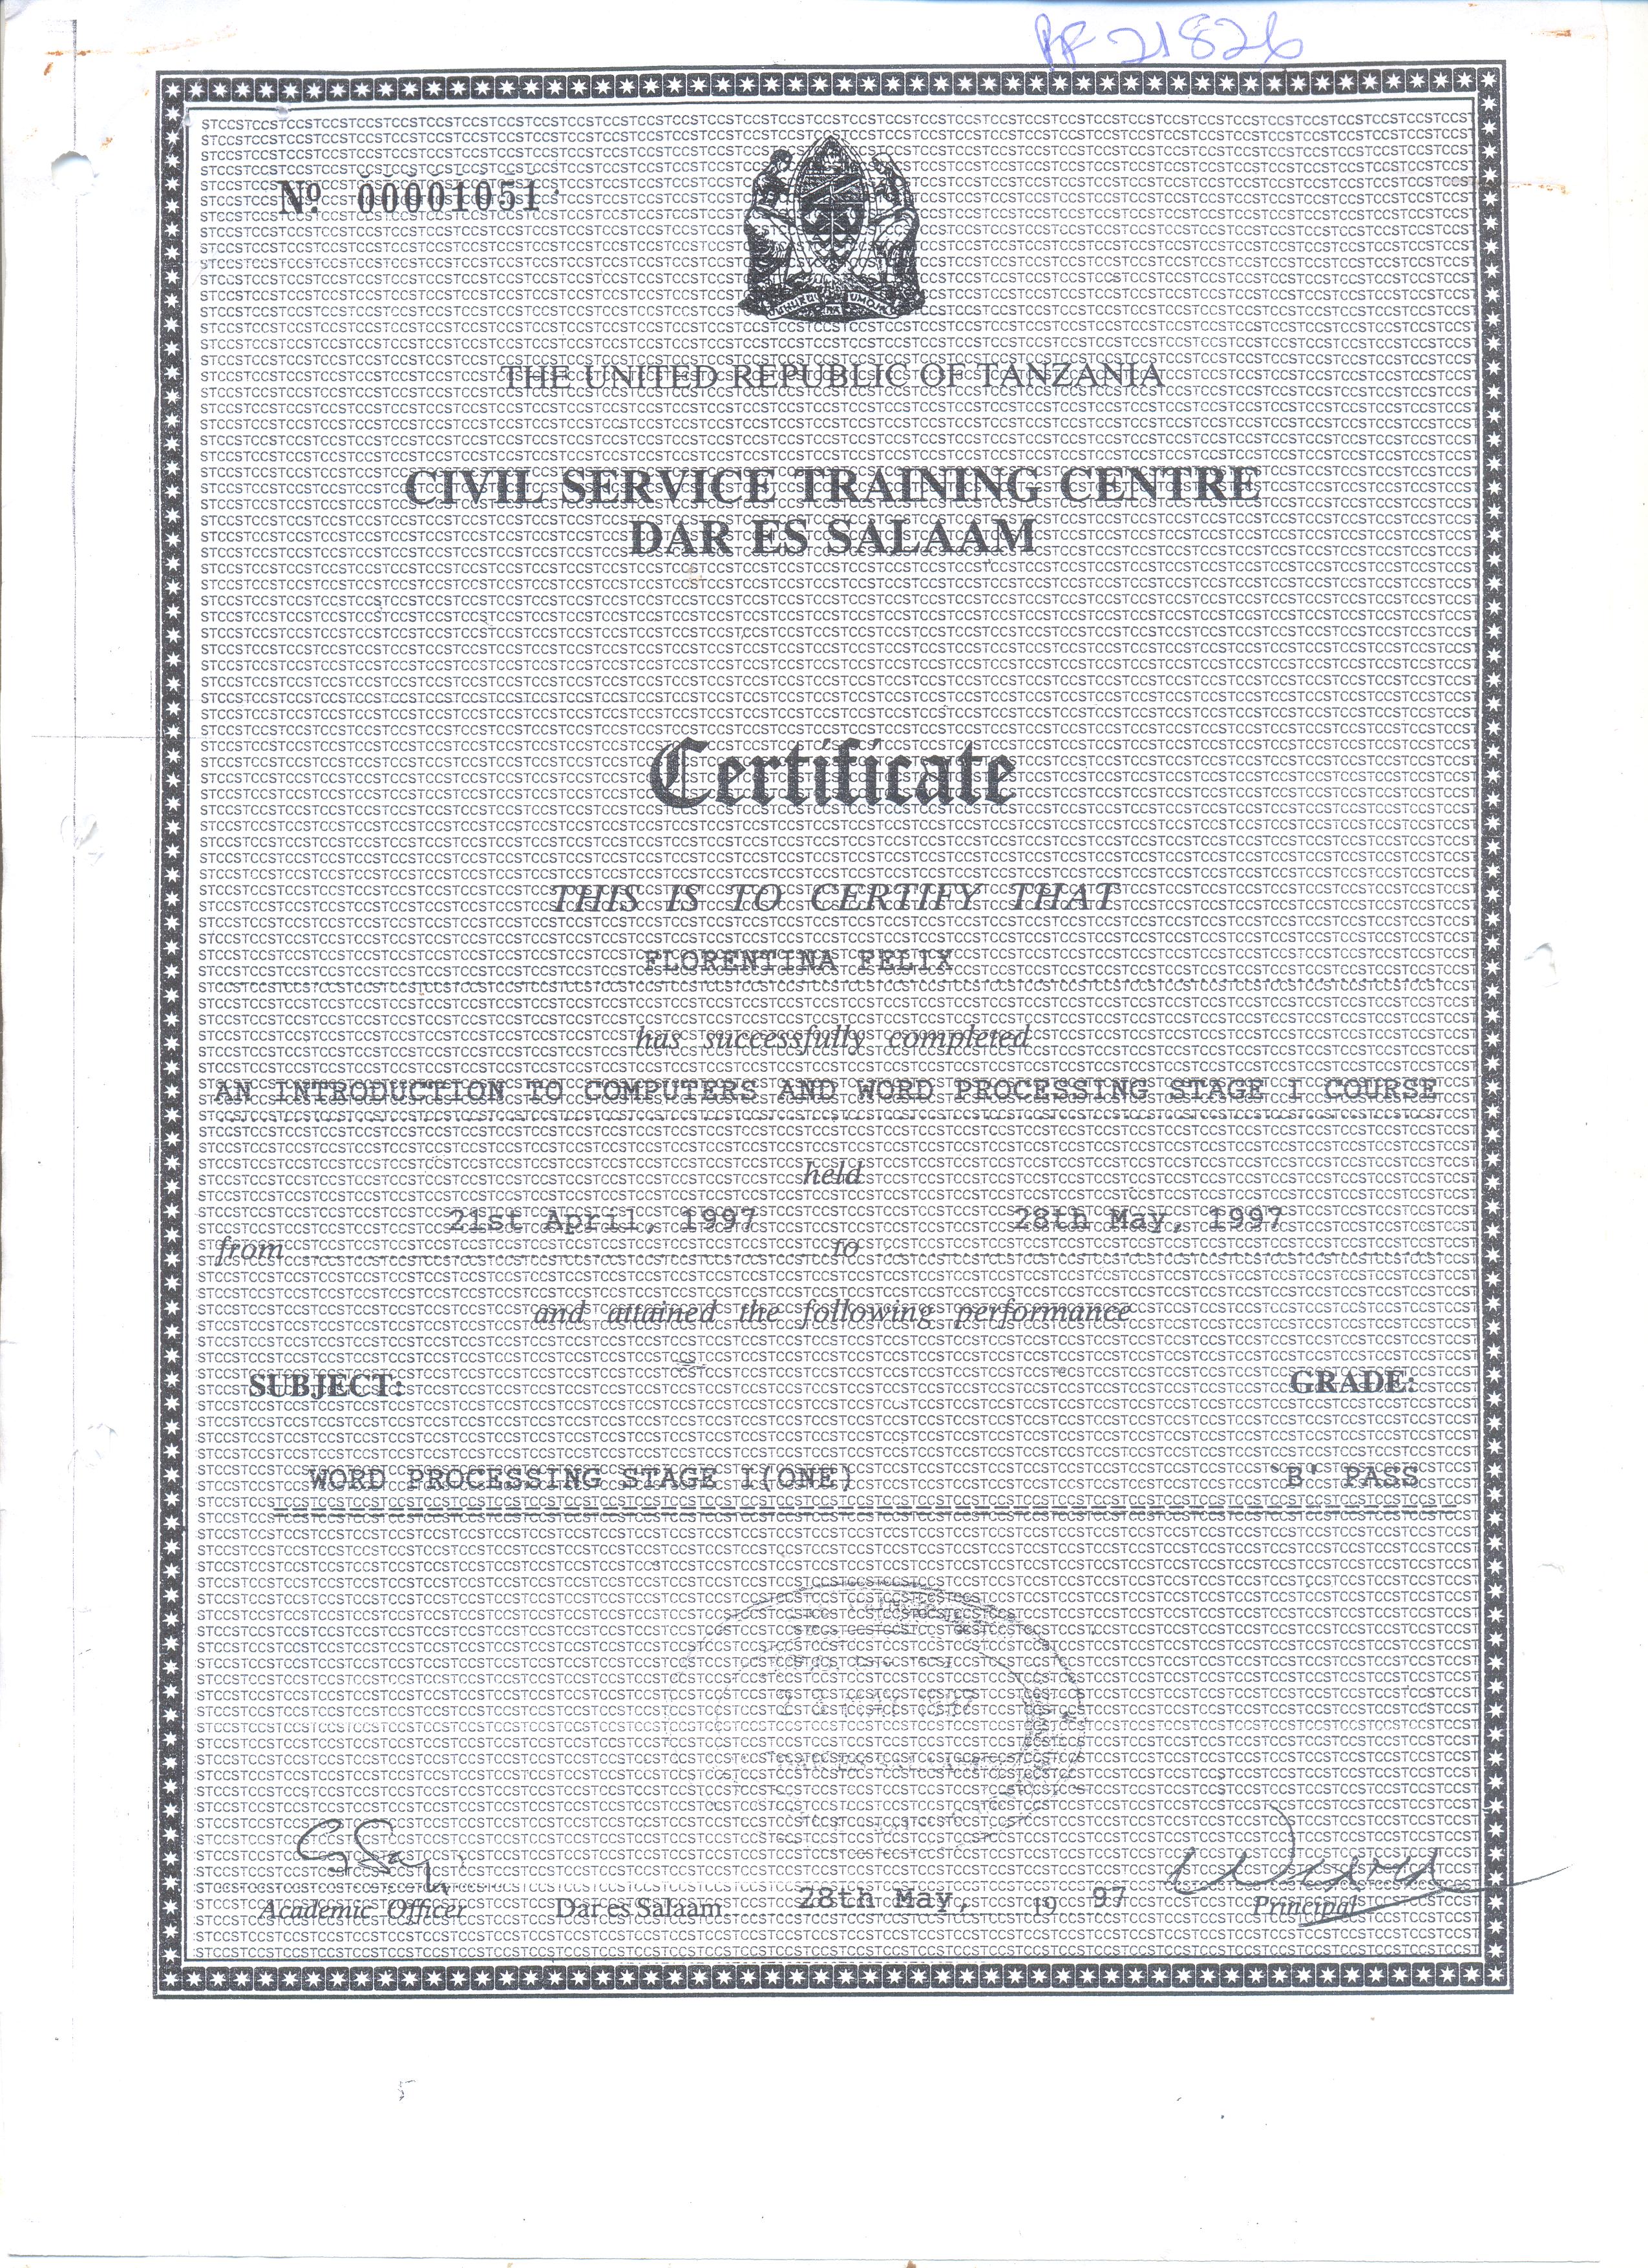 PF 21826
Nº 00001051
UHURU NA UMOJA
THE UNITED REPUBLIC OF TANZANIA
CIVIL SERVICE TRAINING CENTRE
DAR ES SALAAM
Certificate
THIS IS TO CERTIFY THAT
FLORENTINA FELIX
has successfully completed
AN INTRODUCTION TO COMPUTERS AND WORD PROCESSING STAGE I COURSE
held
from 21st April, 1997 to 28th May, 1997
and attained the following performance
SUBJECT: GRADE:
WORD PROCESSING STAGE I(ONE) `B' PASS
Academic Officer Dar es Salaam 28th May, 19 97 Principal